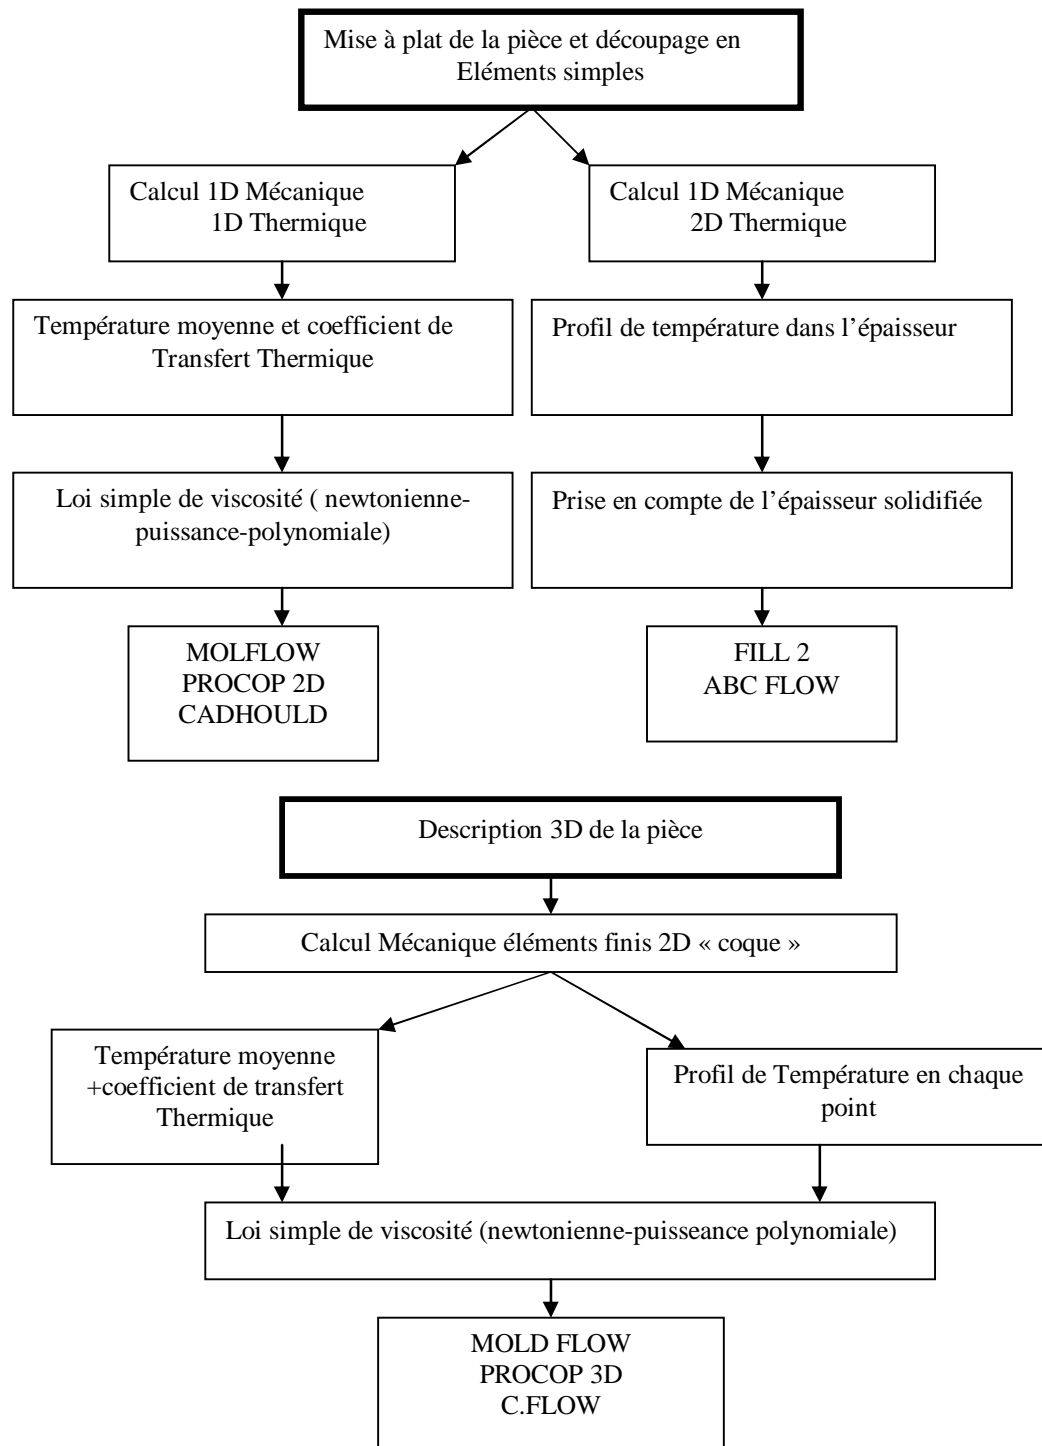 Mise à plat de la pièce et découpage en
Eléments simples
Calcul 1D Mécanique
1D Thermique
Calcul 1D Mécanique
2D Thermique
Température moyenne et coefficient de
Transfert Thermique
Profil de température dans l’épaisseur
Loi simple de viscosité ( newtonienne-
puissance-polynomiale)
Prise en compte de l’épaisseur solidifiée
MOLFLOW
PROCOP 2D
CADHOULD
FILL 2
ABC FLOW
Description 3D de la pièce
Calcul Mécanique éléments finis 2D « coque »
Température moyenne
+coefficient de transfert
Thermique
Profil de Température en chaque
point
Loi simple de viscosité (newtonienne-puisseance polynomiale)
MOLD FLOW
PROCOP 3D
C.FLOW